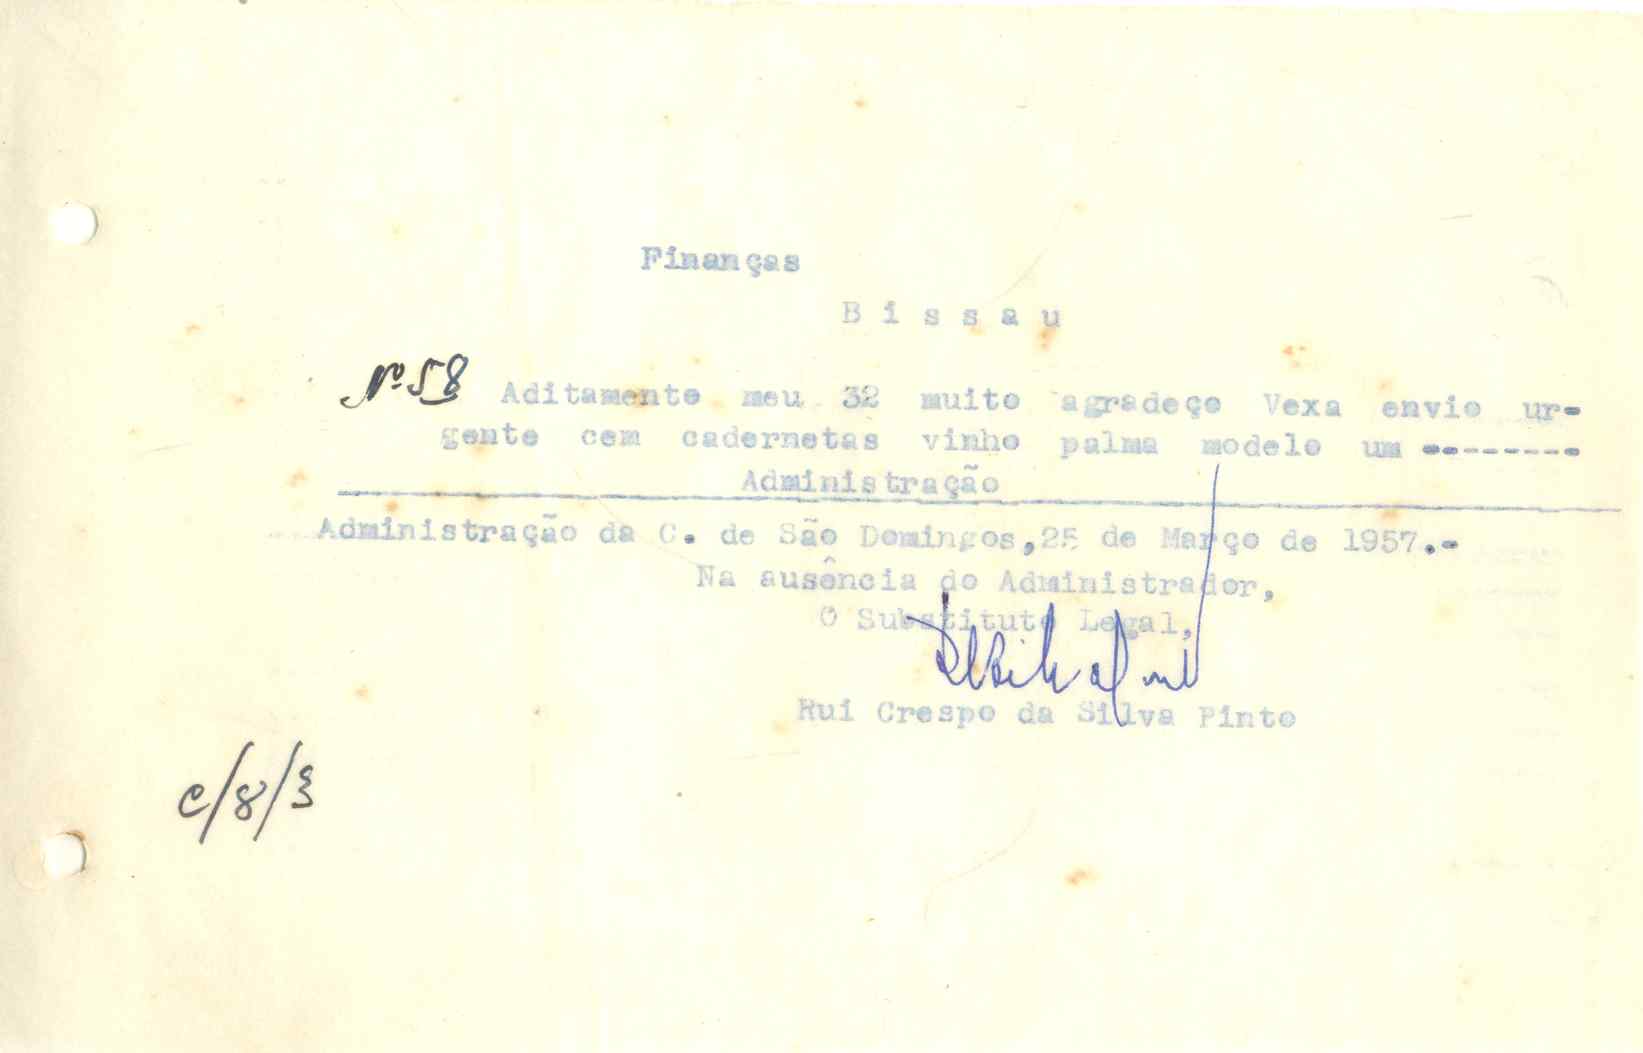 Finanças
B i s s a u
Nº 58 Aditamento meu 32 muito agradeço Vexa envio ur-
gente cem cadernetas vinho palma modelo um --------
Administração
Administração da C. de São Domingos,25 de Março de 1957.-
Na ausência do Administrador,
O Substituto Legal,
Rui Crespo da Silva Pinto
C/8/3